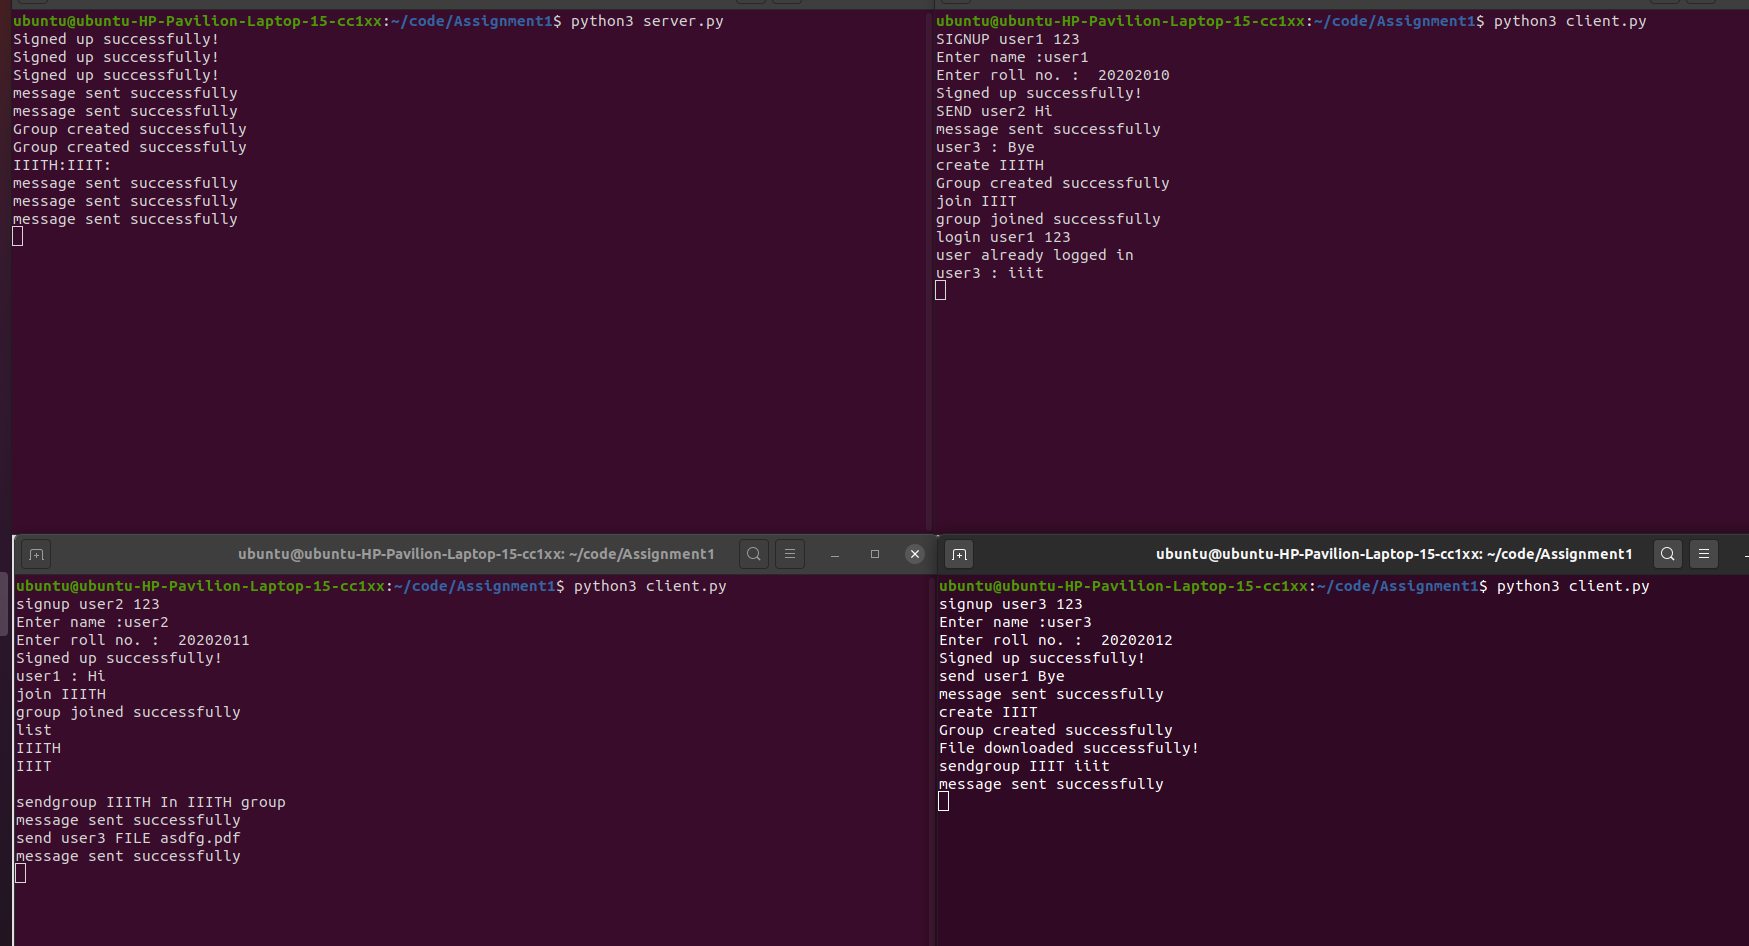 ubuntu@ubuntu-HP-Pavilion-Laptop-15-cc1xx:~/code/Assignment1$ python3 server.py
Signed up successfully!
Signed up successfully!
Signed up successfully!
message sent successfully
message sent successfully
Group created successfully
Group created successfully
IIITH:IIIT:
message sent successfully
message sent successfully
message sent successfully
ubuntu@ubuntu-HP-Pavilion-Laptop-15-cc1xx:~/code/Assignment1$ python3 client.py
SIGNUP user1 123
Enter name :user1
Enter roll no. :  20202010
Signed up successfully!
SEND user2 Hi
message sent successfully
user3 : Bye
create IIITH
Group created successfully
join IIIT
group joined successfully
login user1 123
user already logged in
user3 : iiit
ubuntu@ubuntu-HP-Pavilion-Laptop-15-cc1xx: ~/code/Assignment1
ubuntu@ubuntu-HP-Pavilion-Laptop-15-cc1xx:~/code/Assignment1$ python3 client.py
signup user2 123
Enter name :user2
Enter roll no. :  20202011
Signed up successfully!
user1 : Hi
join IIITH
group joined successfully
list
IIITH
IIIT
sendgroup IIITH In IIITH group
message sent successfully
send user3 FILE asdfg.pdf
message sent successfully
ubuntu@ubuntu-HP-Pavilion-Laptop-15-cc1xx: ~/code/Assignment1
ubuntu@ubuntu-HP-Pavilion-Laptop-15-cc1xx:~/code/Assignment1$ python3 client.py
signup user3 123
Enter name :user3
Enter roll no. :  20202012
Signed up successfully!
send user1 Bye
message sent successfully
create IIIT
Group created successfully
File downloaded successfully!
sendgroup IIIT iiit
message sent successfully